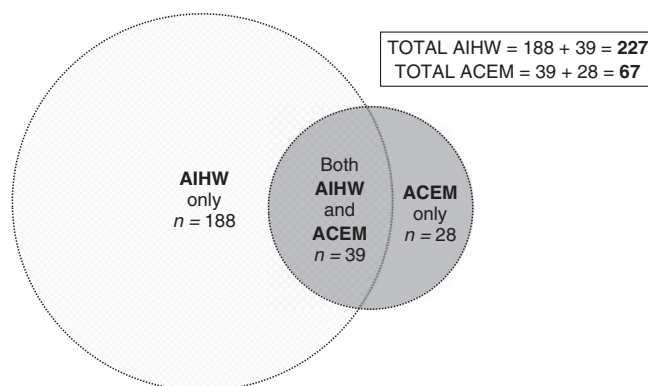 TOTAL AIHW = 188 + 39 = 227
TOTAL ACEM = 39 + 28 = 67
AIHW
only
n = 188
Both
AIHW
and
ACEM
n = 39
ACEM
only
n = 28